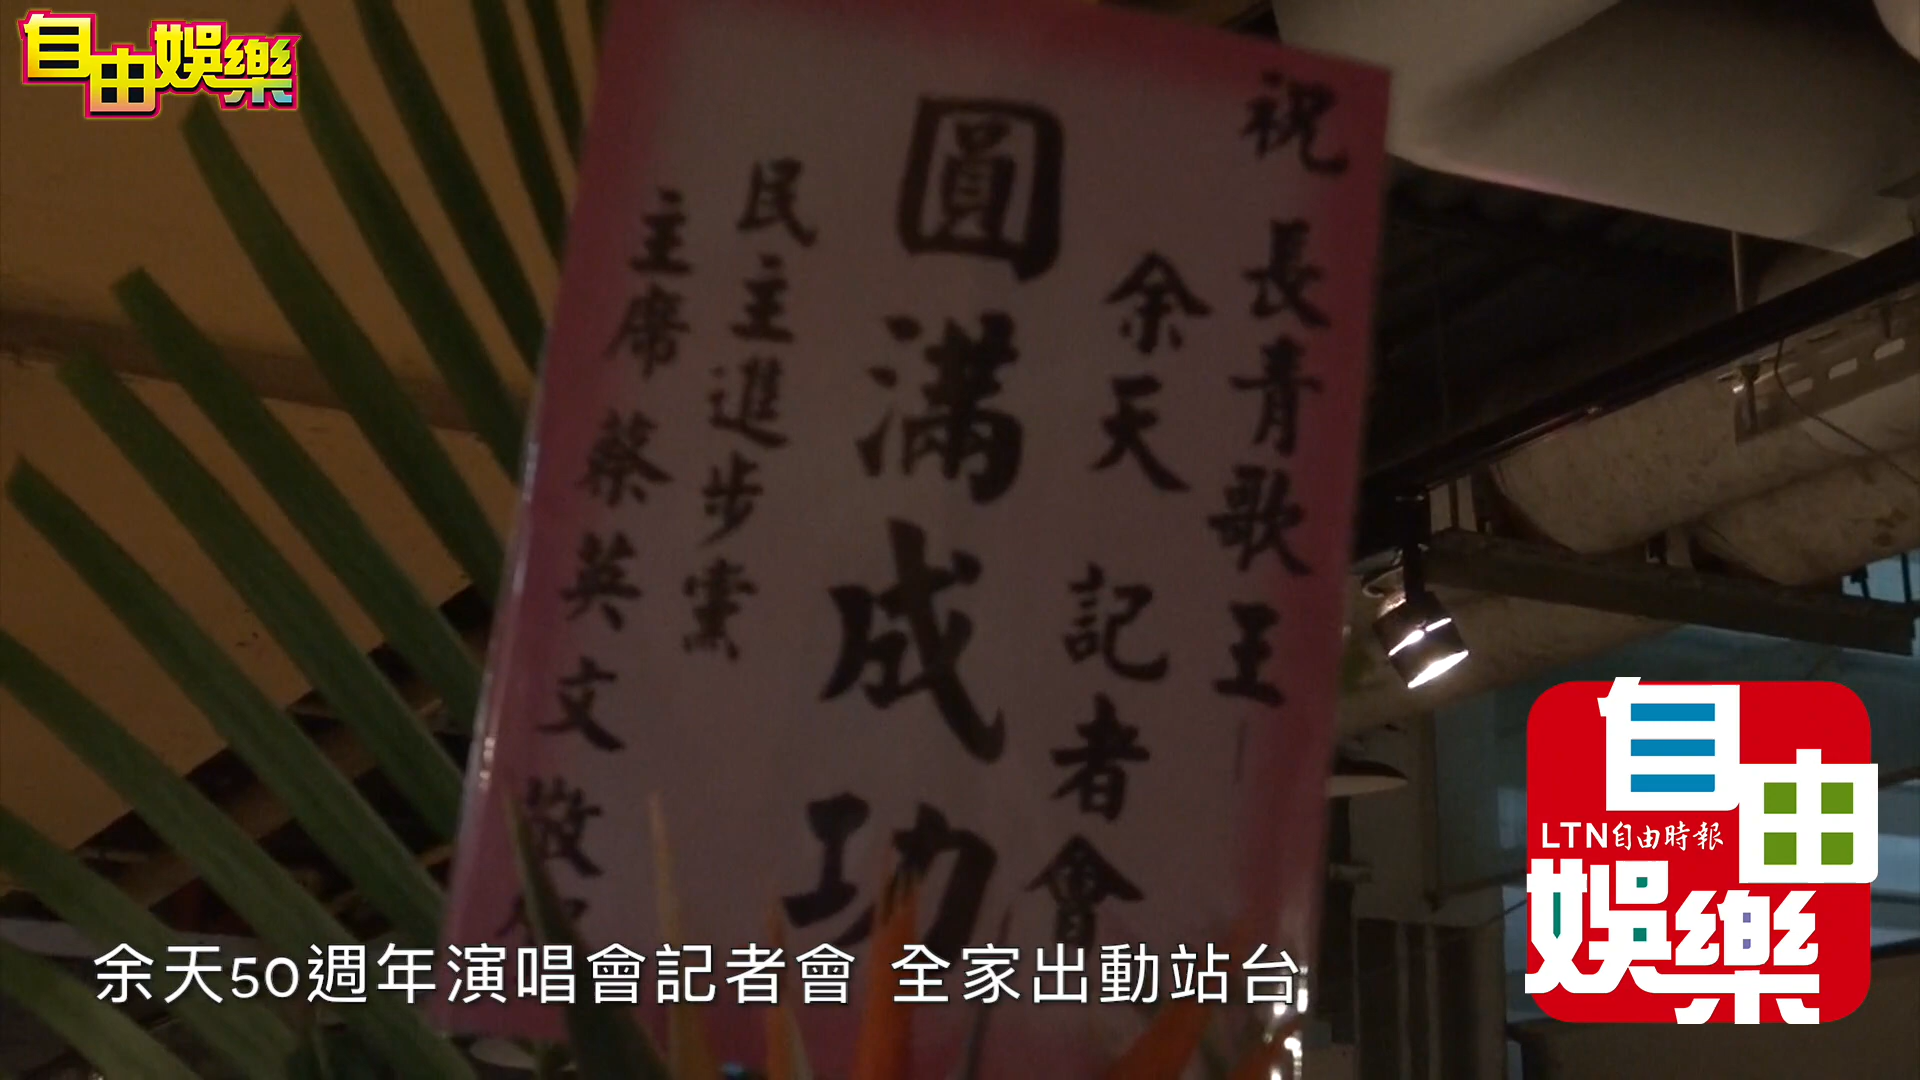 自由娛樂
祝 長青歌王
余天 記者會
圓滿成功
民主進步黨
主席 蔡英文 敬
余天50週年演唱會記者會 全家出動站台
自由
LTN自由時報
娛樂